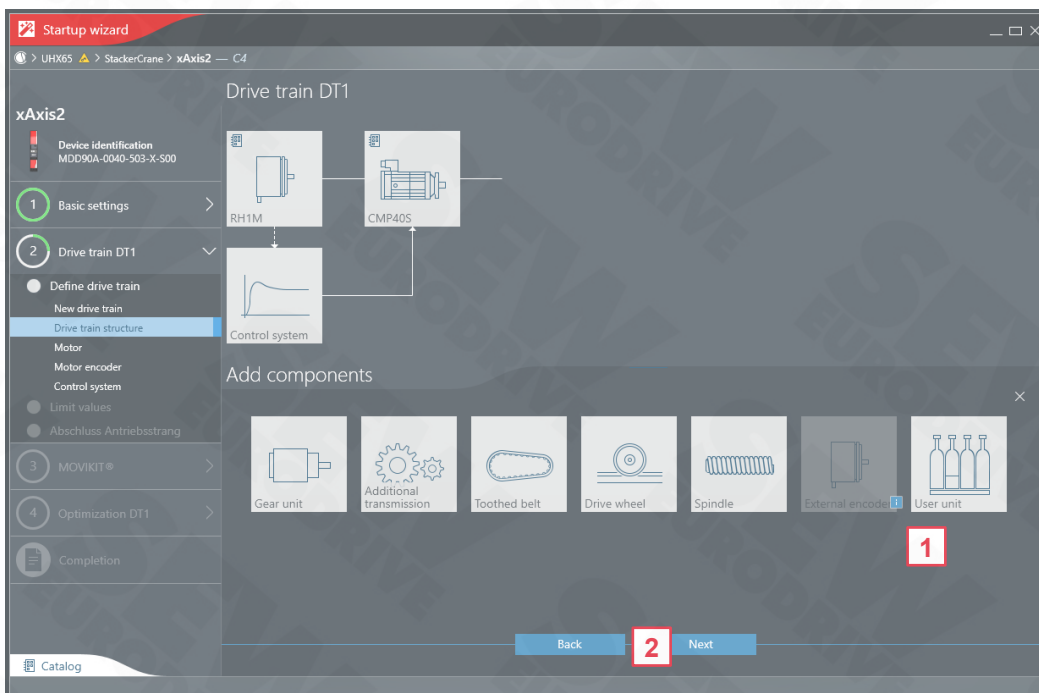 Startup wizard
> UHX65 > StackerCrane > xAxis2 — C4
xAxis2
Device identification
MDD90A-0040-503-X-S00
1 Basic settings
2 Drive train DT1
Define drive train
New drive train
Drive train structure
Motor
Motor encoder
Control system
Limit values
Abschluss Antriebsstrang
3 MOVIKIT®
4 Optimization DT1
Completion
Catalog
Drive train DT1
RH1M
CMP40S
Control system
Add components
Gear unit
Additional
transmission
Toothed belt
Drive wheel
Spindle
External encoder
i
User unit
1
Back
2
Next
SEW
EURODRIVE